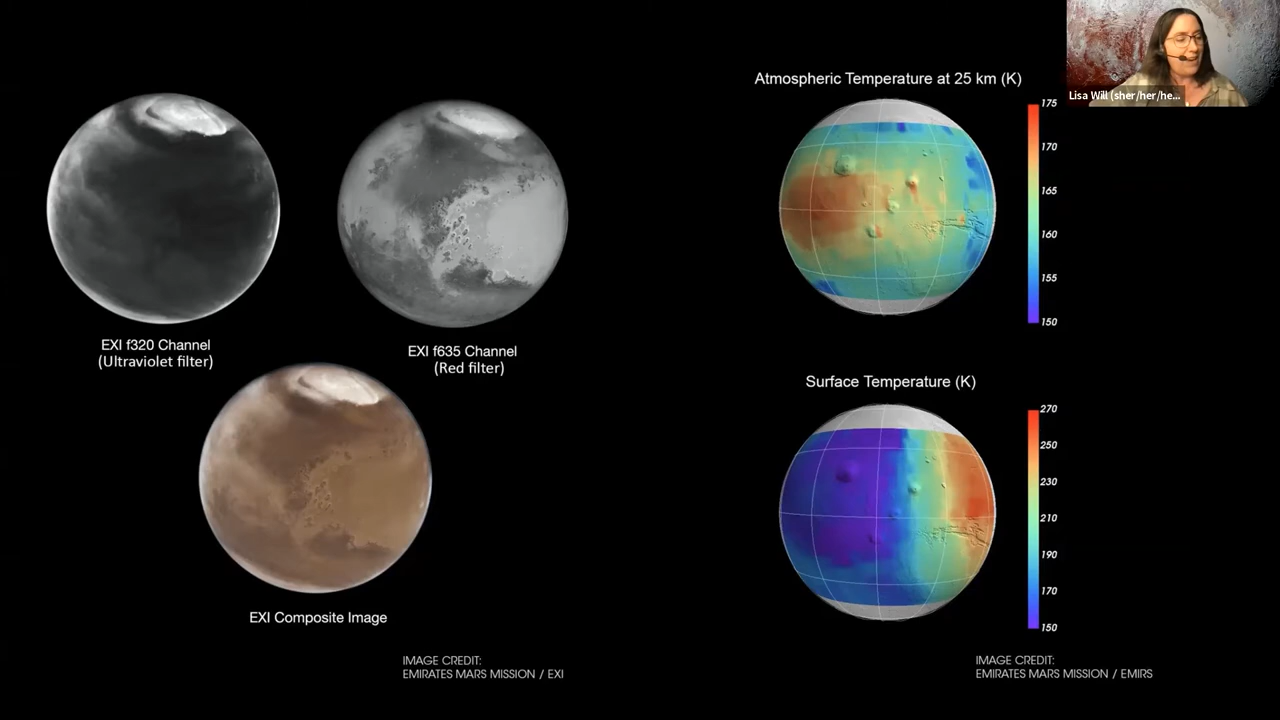 Lisa Will (sher/her/he...
Atmospheric Temperature at 25 km (K)
175
170
165
160
155
150
EXI f320 Channel
(Ultraviolet filter)
EXI f635 Channel
(Red filter)
Surface Temperature (K)
270
250
230
210
190
170
150
EXI Composite Image
IMAGE CREDIT:
EMIRATES MARS MISSION / EXI
IMAGE CREDIT:
EMIRATES MARS MISSION / EMIRS